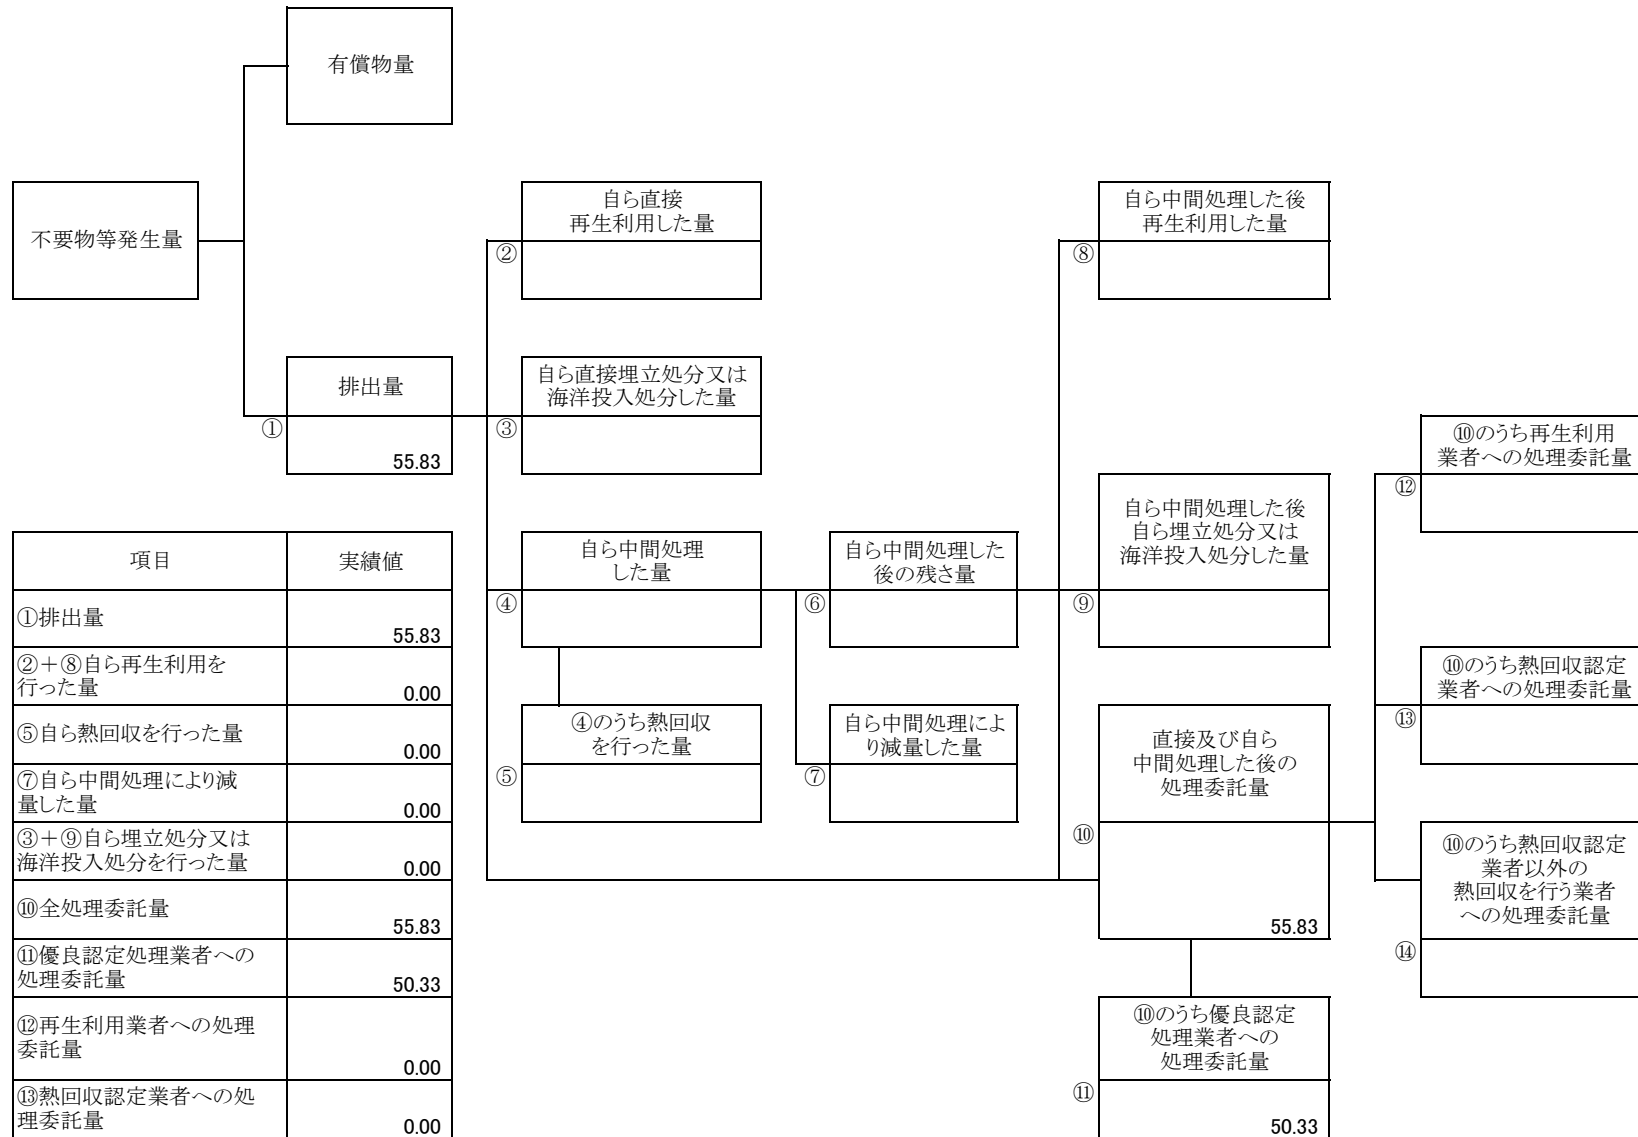 有償物量
不要物等発生量
排出量
①
55.83
自ら直接
再生利用した量
②
自ら直接埋立処分又は
海洋投入処分した量
③
自ら中間処理
した量
④
④のうち熱回収
を行った量
⑤
自ら中間処理した
後の残さ量
⑥
自ら中間処理によ
り減量した量
⑦
自ら中間処理した後
再生利用した量
⑧
自ら中間処理した後
自ら埋立処分又は
海洋投入処分した量
⑨
直接及び自ら
中間処理した後の
処理委託量
⑩
55.83
⑩のうち優良認定
処理業者への
処理委託量
⑪
50.33
⑩のうち再生利用
業者への処理委託量
⑫
⑩のうち熱回収認定
業者への処理委託量
⑬
⑩のうち熱回収認定
業者以外の
熱回収を行う業者
への処理委託量
⑭
項目 実績値
①排出量 55.83
②+⑧自ら再生利用を
行った量 0.00
⑤自ら熱回収を行った量 0.00
⑦自ら中間処理により減
量した量 0.00
③+⑨自ら埋立処分又は
海洋投入処分を行った量 0.00
⑩全処理委託量 55.83
⑪優良認定処理業者への
処理委託量 50.33
⑫再生利用業者への処理
委託量 0.00
⑬熱回収認定業者への処
理委託量 0.00